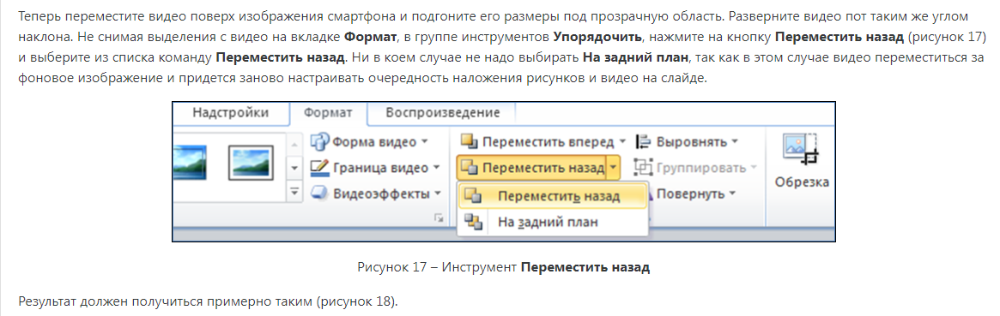 Теперь переместите видео поверх изображения смартфона и подгоните его размеры под прозрачную область. Разверните видео пот таким же углом
наклона. Не снимая выделения с видео на вкладке Формат, в группе инструментов Упорядочить, нажмите на кнопку Переместить назад (рисунок 17)
и выберите из списка команду Переместить назад. Ни в коем случае не надо выбирать На задний план, так как в этом случае видео переместиться за
фоновое изображение и придется заново настраивать очередность наложения рисунков и видео на слайде.
Надстройки Формат Воспроизведение
Форма видео Переместить вперед Выровнять
Граница видео Переместить назад Группировать
Обрезка
Видеоэффекты Переместить назад Повернуть
На задний план
Рисунок 17 – Инструмент Переместить назад
Результат должен получиться примерно таким (рисунок 18).